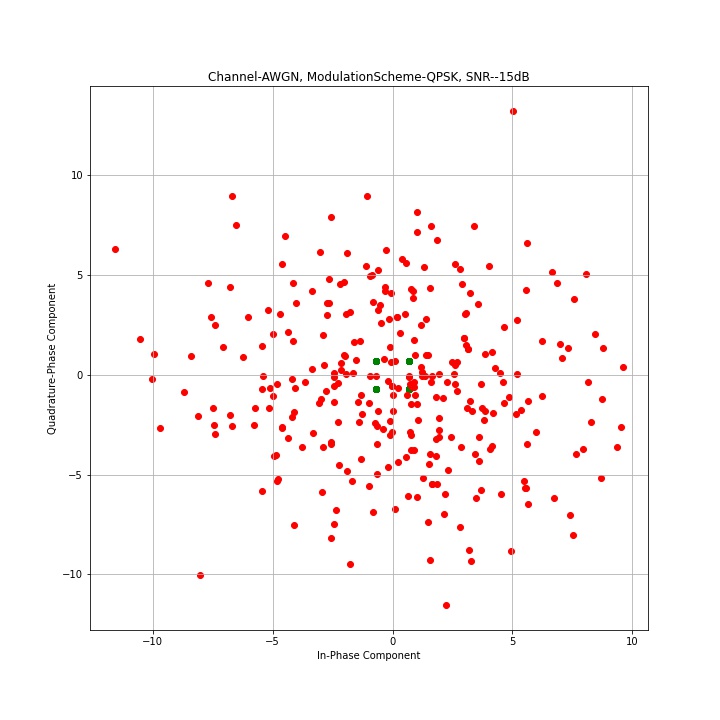 Channel-AWGN, ModulationScheme-QPSK, SNR--15dB
10
5
0
−5
−10
Quadrature-Phase Component
−10 −5 0 5 10
In-Phase Component